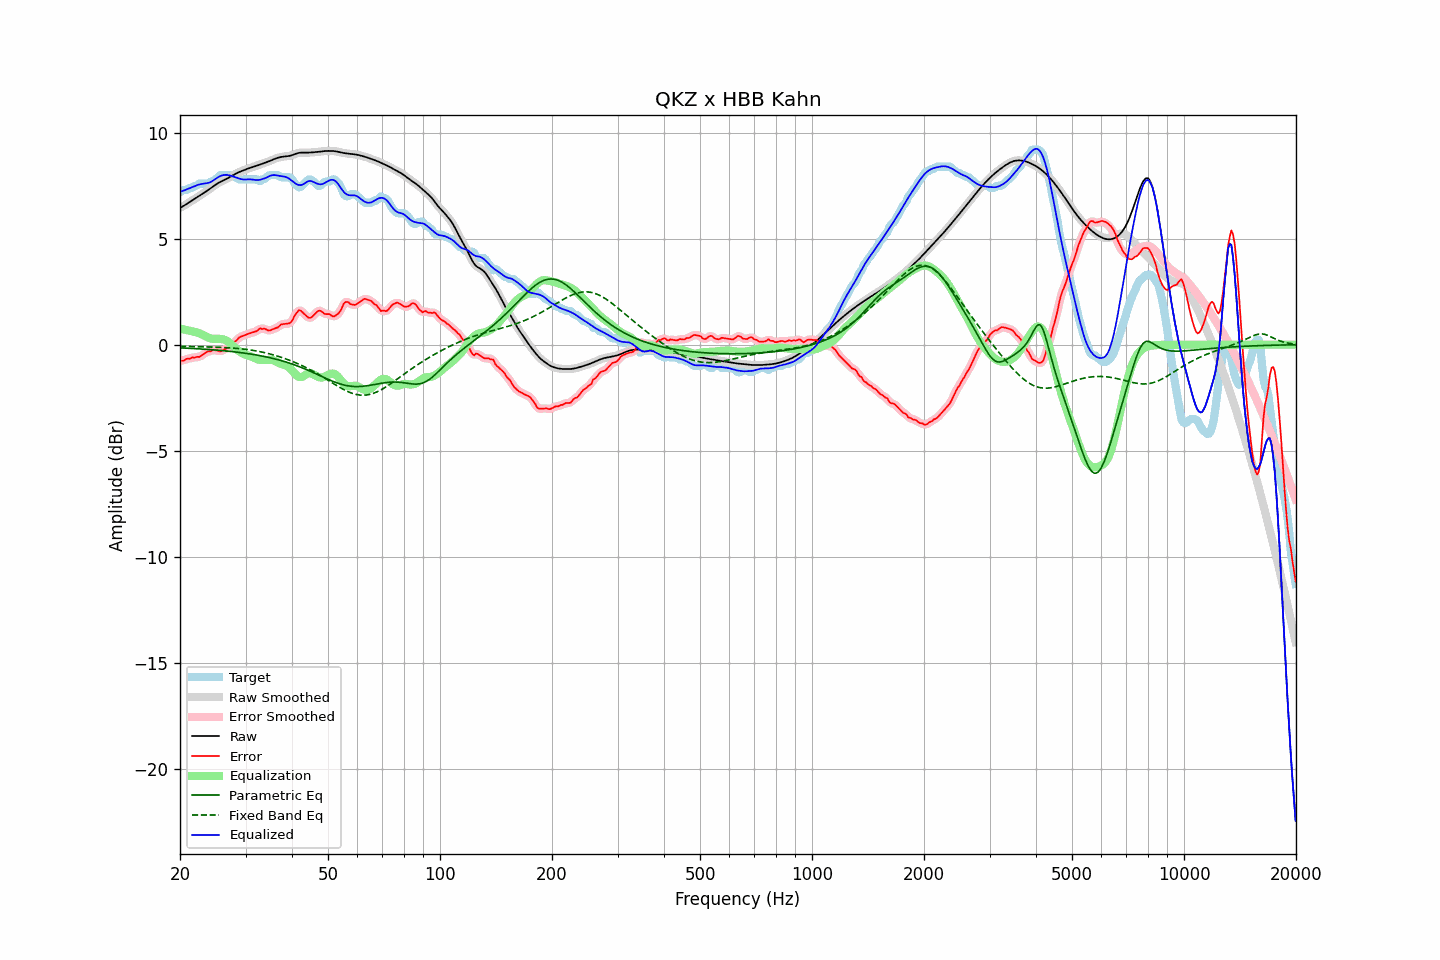 QKZ x HBB Kahn
10
5
0
−5
−10
−15
−20
Amplitude (dBr)
Target
Raw Smoothed
Error Smoothed
Raw
Error
Equalization
Parametric Eq
Fixed Band Eq
Equalized
20 50 100 200 500 1000 2000 5000 10000 20000
Frequency (Hz)